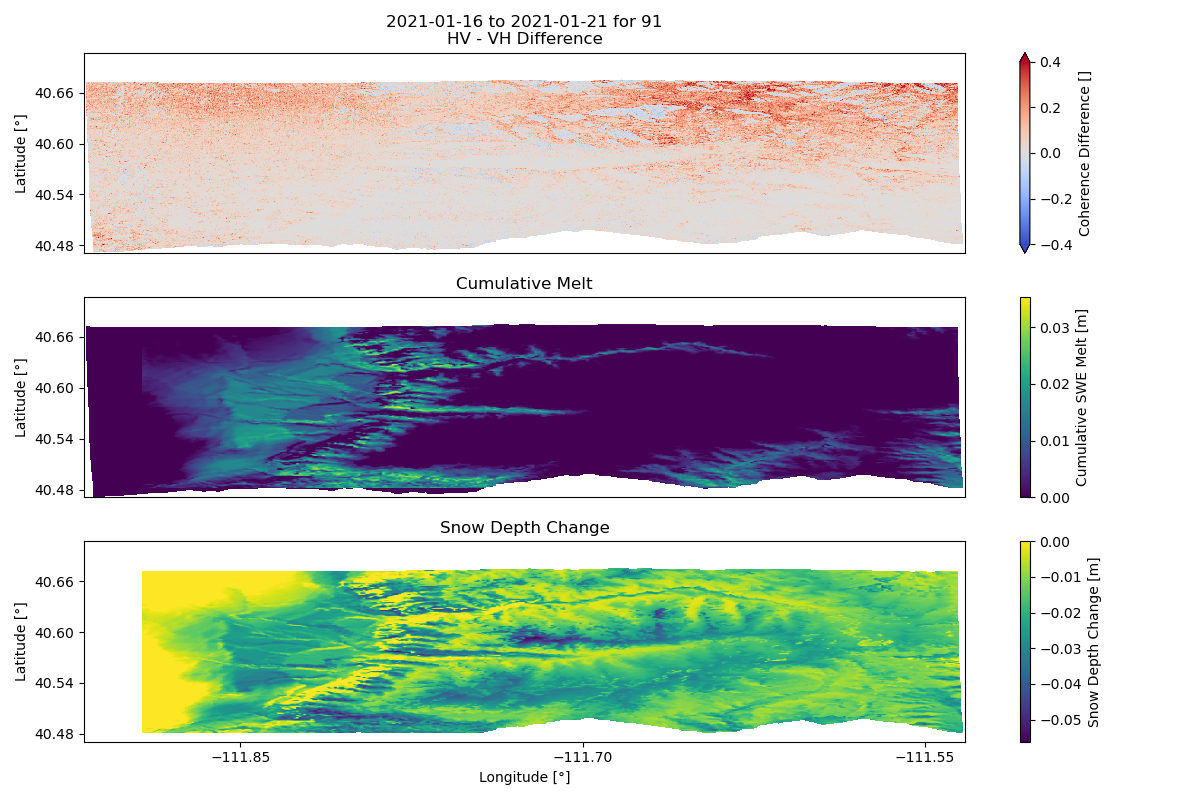 2021-01-16 to 2021-01-21 for 91
HV - VH Difference
40.66
40.60
40.54
40.48
Latitude [°]
0.4
0.2
0.0
−0.2
−0.4
Coherence Difference []
Cumulative Melt
40.66
40.60
40.54
40.48
Latitude [°]
0.03
0.02
0.01
0.00
Cumulative SWE Melt [m]
Snow Depth Change
40.66
40.60
40.54
40.48
Latitude [°]
0.00
−0.01
−0.02
−0.03
−0.04
−0.05
Snow Depth Change [m]
−111.85
−111.70
−111.55
Longitude [°]